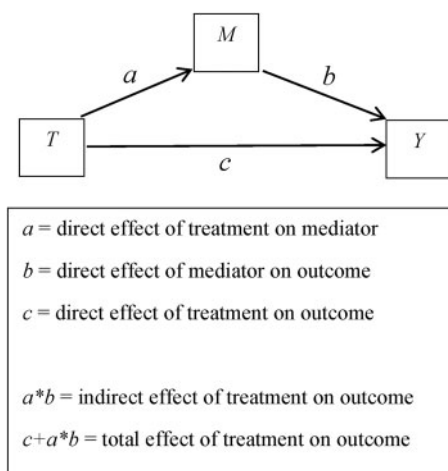 M
a
b
T
Y
c
a = direct effect of treatment on mediator
b = direct effect of mediator on outcome
c = direct effect of treatment on outcome
a*b = indirect effect of treatment on outcome
c+a*b = total effect of treatment on outcome